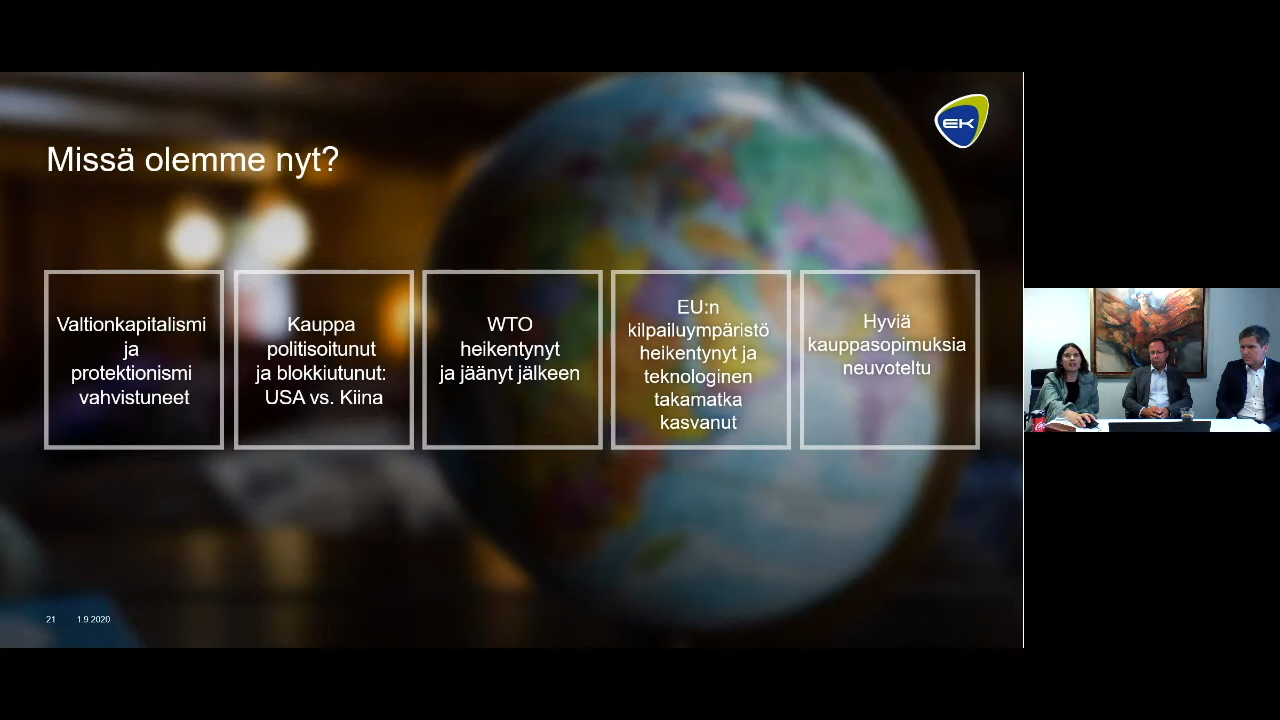 EK
Missä olemme nyt?
Valtionkapitalismi
ja
protektionismi
vahvistuneet
Kauppa
politisoitunut
ja blokkiutunut:
USA vs. Kiina
WTO
heikentynyt
ja jäänyt jälkeen
EU:n
kilpailuympäristö
heikentynyt ja
teknologinen
takamatka
kasvanut
Hyviä
kauppasopimuksia
neuvoteltu
21 1.9.2020